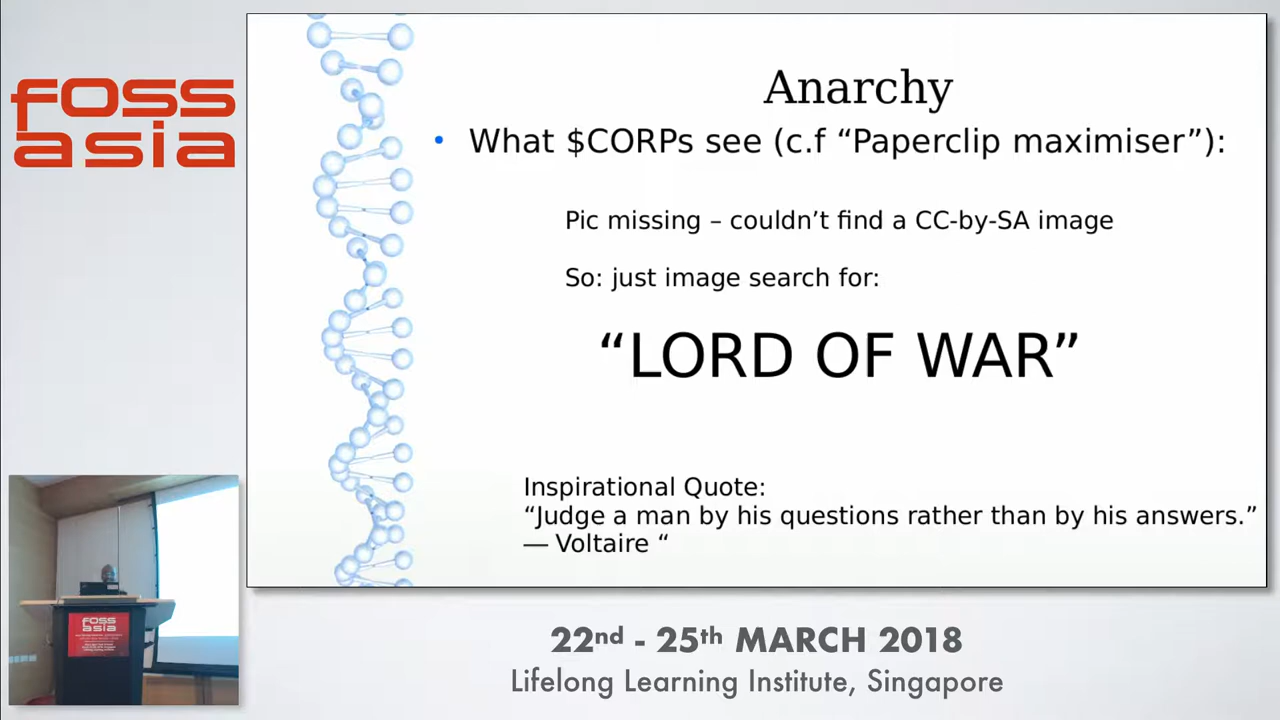 foss
asia
Anarchy
• What $CORPs see (c.f “Paperclip maximiser”):
Pic missing – couldn’t find a CC-by-SA image
So: just image search for:
“LORD OF WAR”
Inspirational Quote:
“Judge a man by his questions rather than by his answers.”
― Voltaire “
foss
asia
22nd - 25th MARCH 2018
Lifelong Learning Institute, Singapore